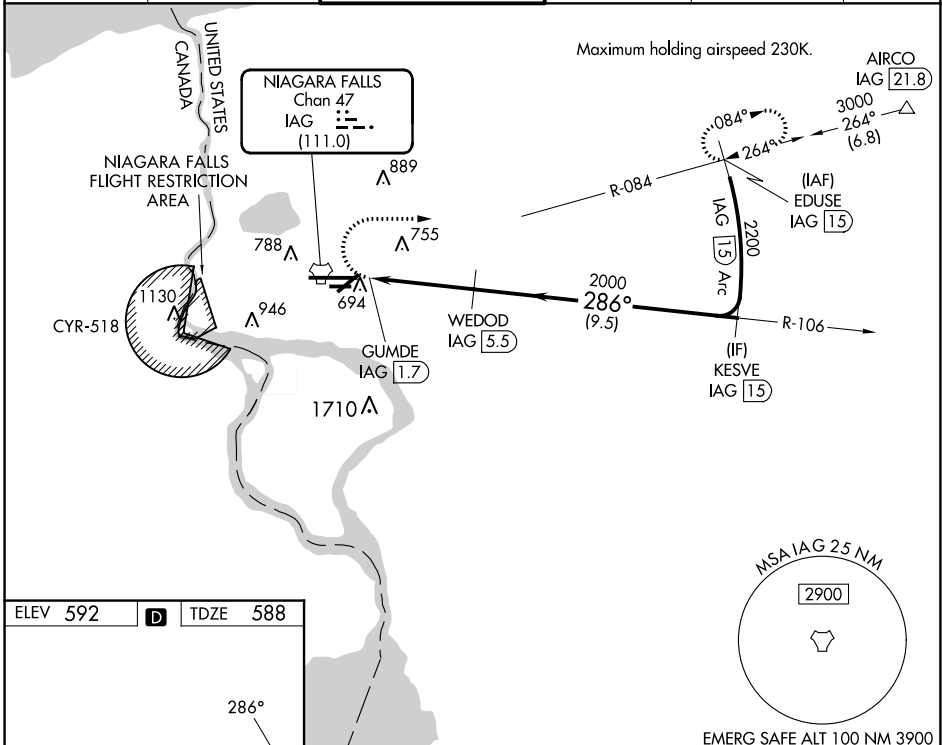 UNITED STATES
CANADA
Maximum holding airspeed 230K.
AIRCO
IAG 21.8
NIAGARA FALLS
Chan 47
IAG
(111.0)
3000
264°
(6.8)
084°
264°
NIAGARA FALLS
FLIGHT RESTRICTION
AREA
889
R-084
(IAF)
EDUSE
IAG 15
IAG 15 Arc
2200
788
755
1130
946
694
2000
286°
(9.5)
CYR-518
WEDOD
IAG 5.5
R-106
GUMDE
IAG 1.7
(IF)
KESVE
IAG 15
1710
MSA IAG 25 NM
2900
ELEV 592
D
TDZE 588
286°
EMERG SAFE ALT 100 NM 3900